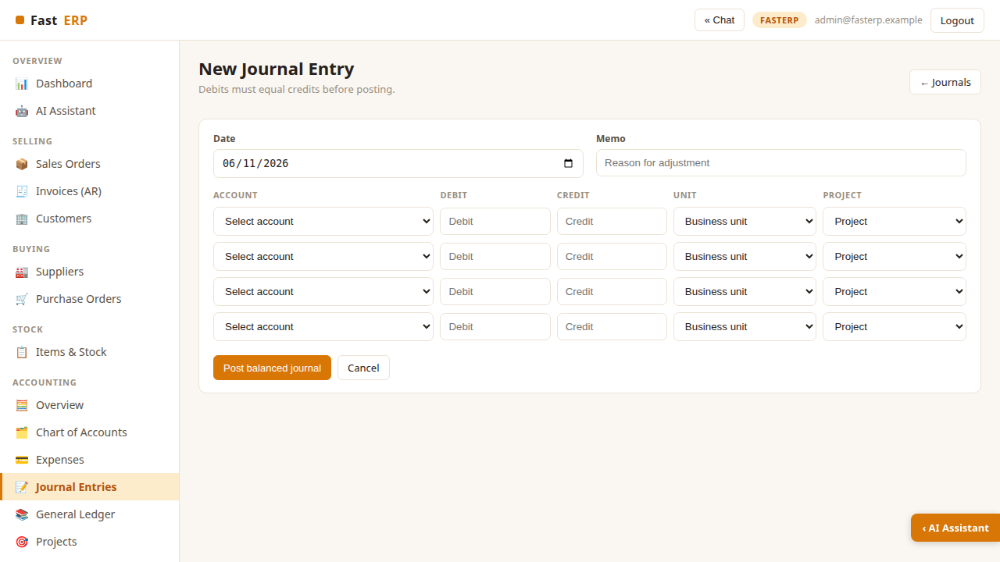 Fast ERP
« Chat
FASTERP
admin@fasterp.example
Logout
OVERVIEW
Dashboard
AI Assistant
SELLING
Sales Orders
Invoices (AR)
Customers
BUYING
Suppliers
Purchase Orders
STOCK
Items & Stock
ACCOUNTING
Overview
Chart of Accounts
Expenses
Journal Entries
General Ledger
Projects
New Journal Entry
Debits must equal credits before posting.
← Journals
Date
Memo
06/11/2026
Reason for adjustment
ACCOUNT DEBIT CREDIT UNIT PROJECT
Select account Debit Credit Business unit Project
Select account Debit Credit Business unit Project
Select account Debit Credit Business unit Project
Select account Debit Credit Business unit Project
Post balanced journal
Cancel
‹ AI Assistant